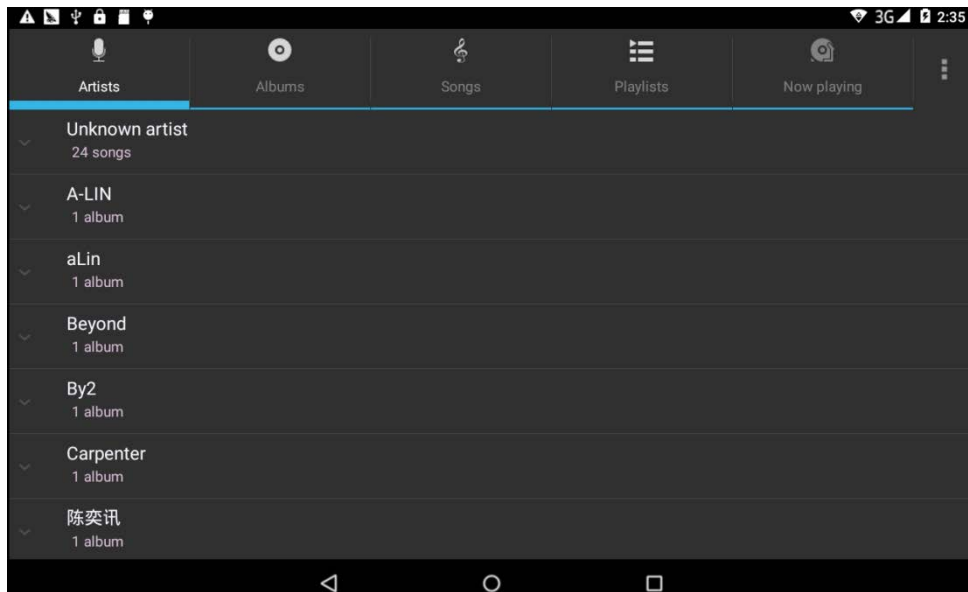 3G 2:35
Artists Albums Songs Playlists Now playing
Unknown artist
24 songs
A-LIN
1 album
aLin
1 album
Beyond
1 album
By2
1 album
Carpenter
1 album
陈奕讯
1 album